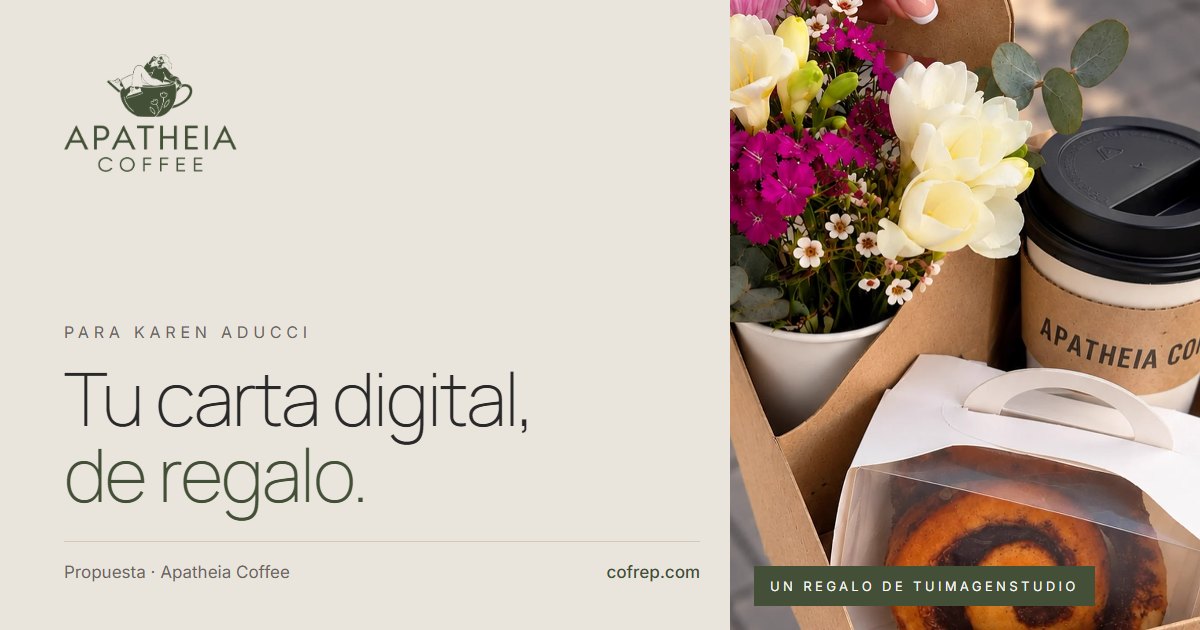 APATHEIA
COFFEE
PARA KAREN ADUCCI
Tu carta digital,
de regalo.
Propuesta · Apatheia Coffee
cofrep.com
APATHEIA
UN REGALO DE TUIMAGENSTUDIO